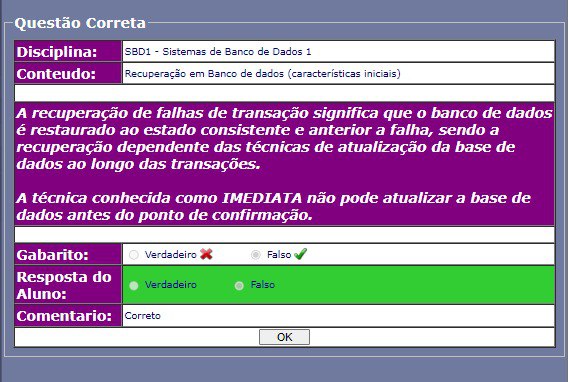 Questão Correta
Disciplina: SBD1 - Sistemas de Banco de Dados 1
Conteudo: Recuperação em Banco de dados (características iniciais)
A recuperação de falhas de transação significa que o banco de dados
é restaurado ao estado consistente e anterior a falha, sendo a
recuperação dependente das técnicas de atualização da base de
dados ao longo das transações.
A técnica conhecida como IMEDIATA não pode atualizar a base de
dados antes do ponto de confirmação.
Gabarito: Verdadeiro Falso
Resposta do
Aluno: Verdadeiro Falso
Comentario: Correto
OK